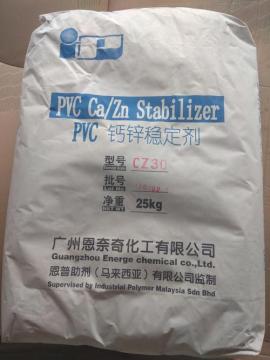 PVC Ca/Zn Stabilizer
PVC 钙锌稳定剂
型号 CZ30
批号
净重 25kg
广州恩奈奇化工有限公司
Guangzhou Energe chemical co.,Ltd.
恩普助剂（马来西亚）有限公司监制
Supervised by Industrial Polymer Malaysia Sdn Bhd